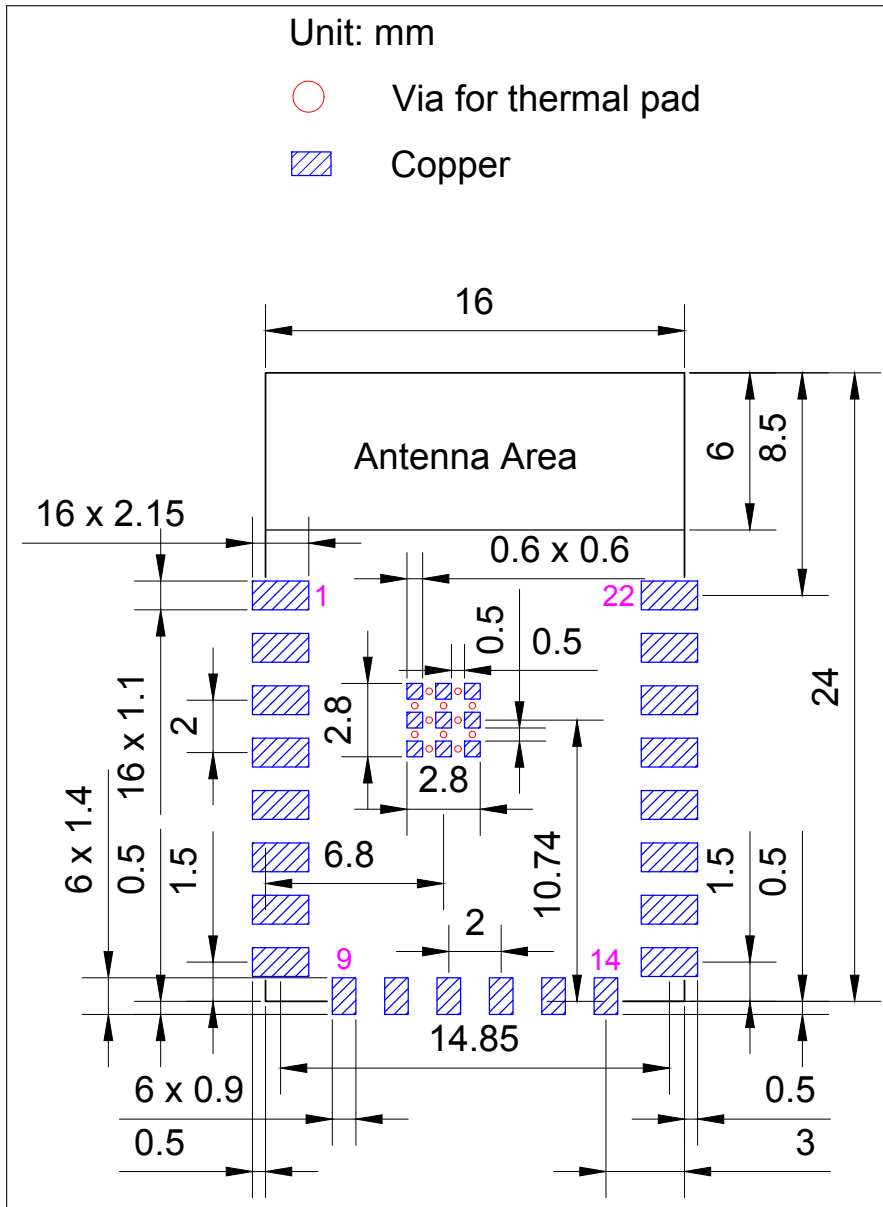 Unit: mm
Via for thermal pad
Copper
16
Antenna Area
6
8.5
24
16 x 2.15
0.6 x 0.6
1
22
0.5
0.5
16 x 1.1
2
2.8
2.8
6 x 1.4
0.5
1.5
6.8
10.74
1.5
0.5
2
9
14
14.85
6 x 0.9
0.5
0.5
3